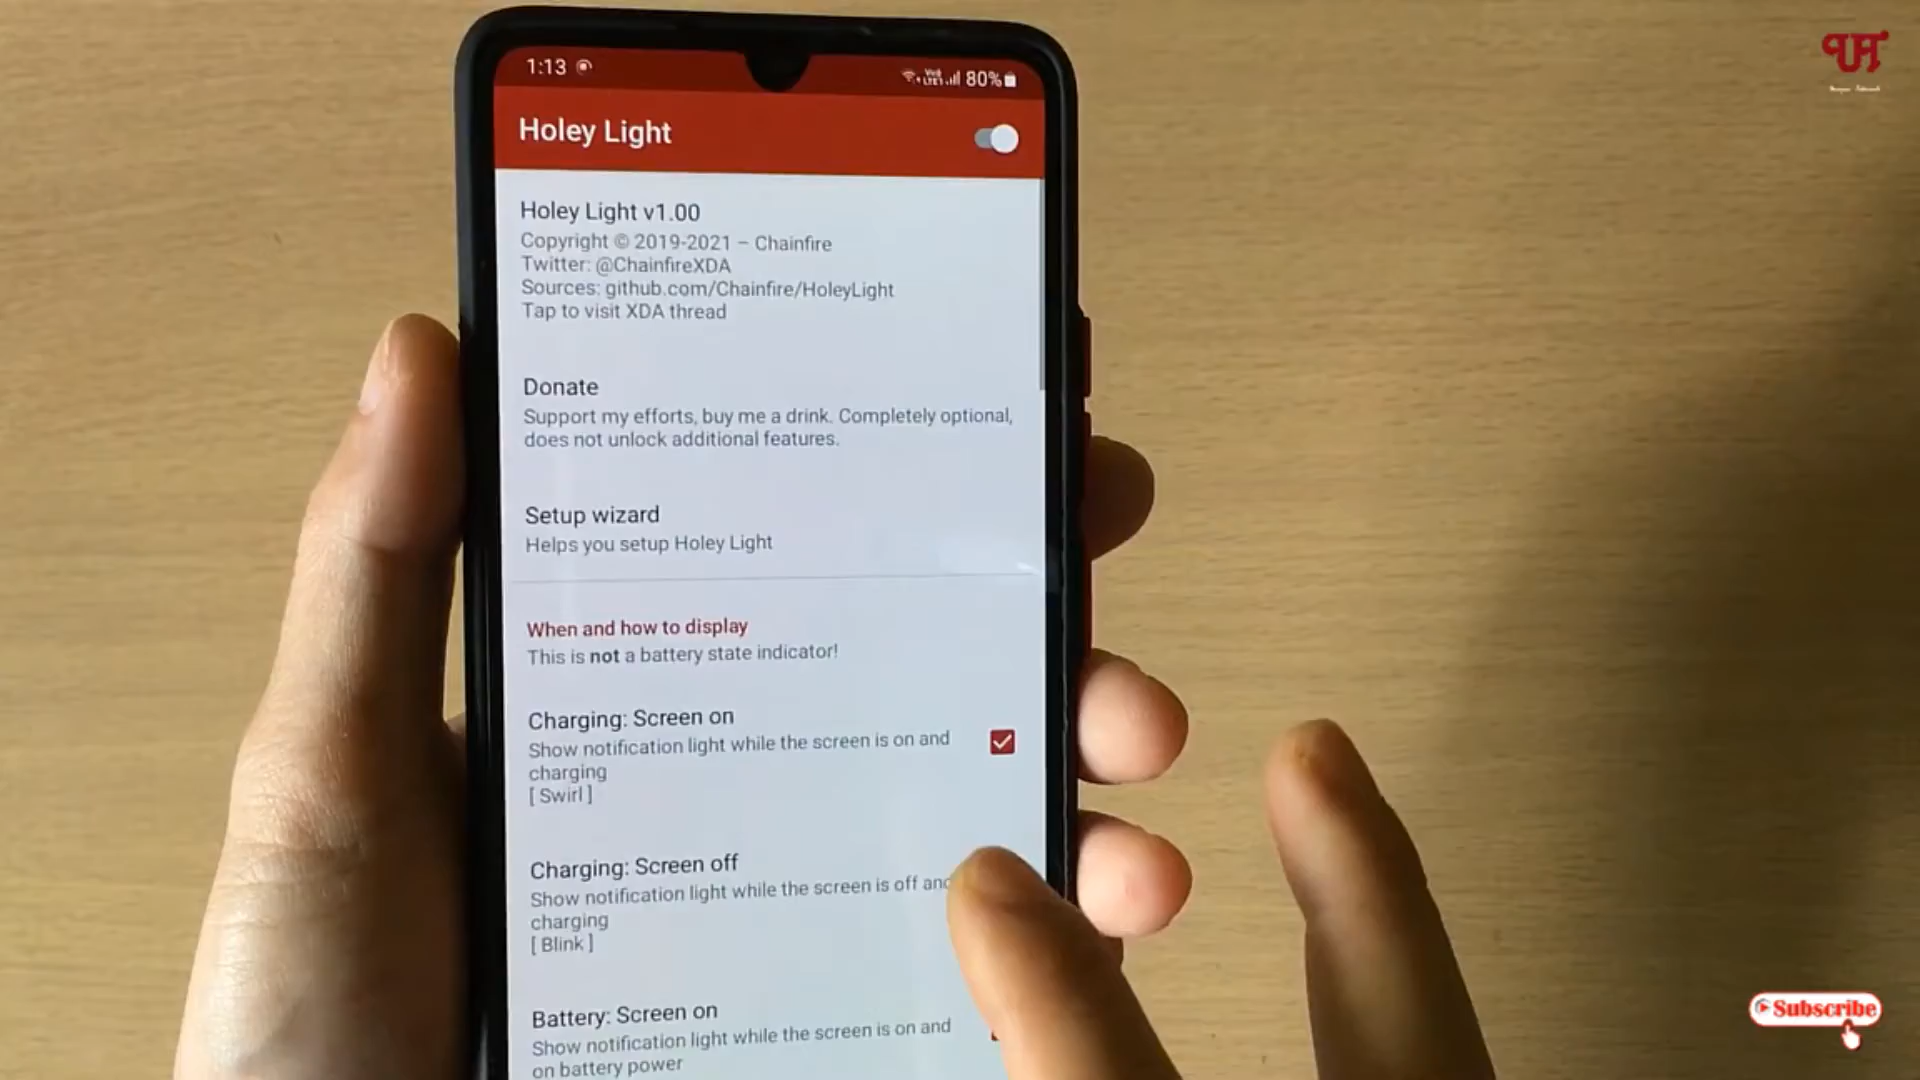 1:13
80%
Holey Light
Holey Light v1.00
Copyright © 2019-2021 – Chainfire
Twitter: @ChainfireXDA
Sources: github.com/Chainfire/HoleyLight
Tap to visit XDA thread
Donate
Support my efforts, buy me a drink. Completely optional,
does not unlock additional features.
Setup wizard
Helps you setup Holey Light
When and how to display
This is not a battery state indicator!
Charging: Screen on
Show notification light while the screen is on and
charging
[ Swirl ]
Charging: Screen off
Show notification light while the screen is off and
charging
[ Blink ]
Battery: Screen on
Show notification light while the screen is on and
on battery power
Subscribe